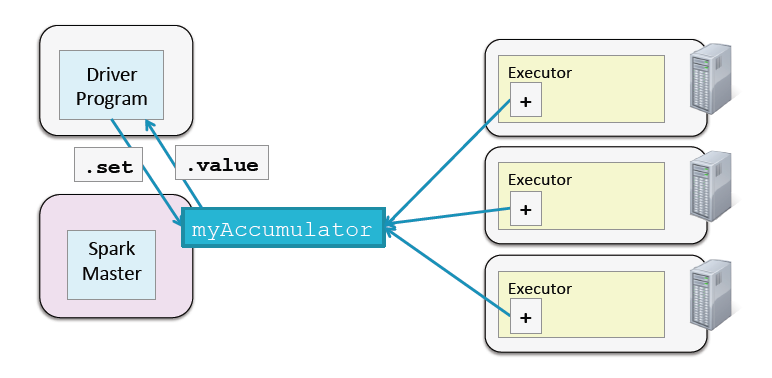 Driver
Program
.set
.value
Spark
Master
myAccumulator
Executor
+
Executor
+
Executor
+